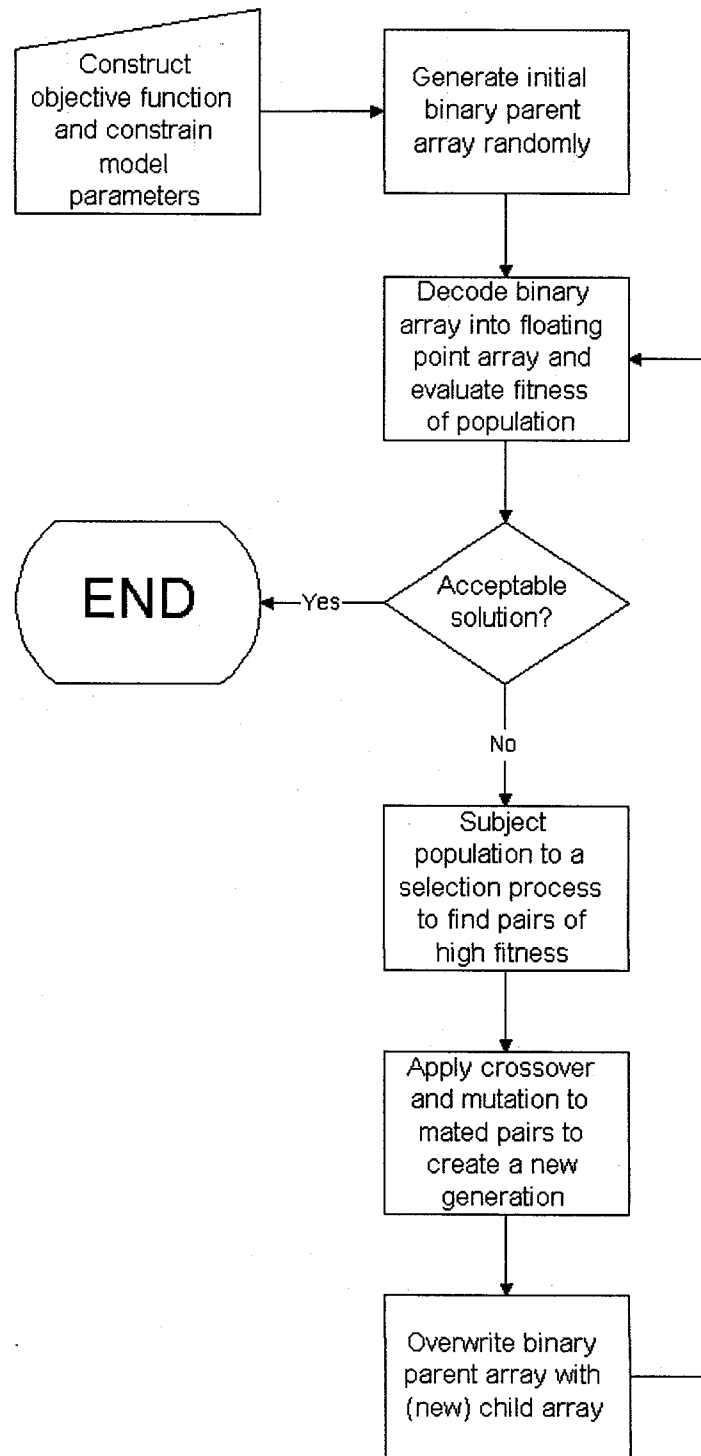 Construct
objective function
and constrain
model
parameters
Generate initial
binary parent
array randomly
Decode binary
array into floating
point array and
evaluate fitness
of population
Acceptable
solution?
Yes
END
No
Subject
population to a
selection process
to find pairs of
high fitness
Apply crossover
and mutation to
mated pairs to
create a new
generation
Overwrite binary
parent array with
(new) child array